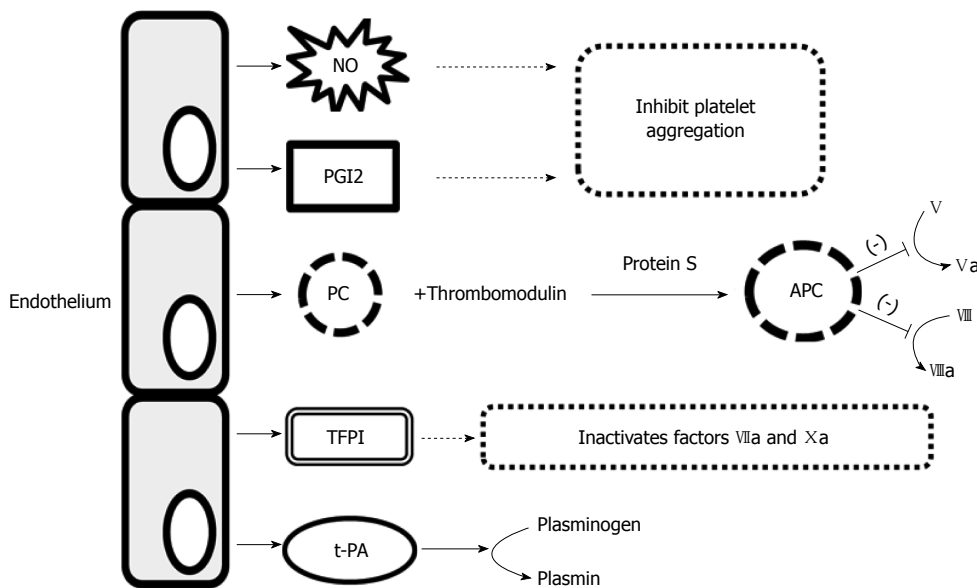 NO
Inhibit platelet
aggregation
PGI2
Endothelium
PC
+Thrombomodulin
Protein S
APC
(-)
Ⅴ
Ⅴa
(-)
Ⅷ
Ⅷa
TFPI
Inactivates factors Ⅶa and Ⅹa
t-PA
Plasminogen
Plasmin